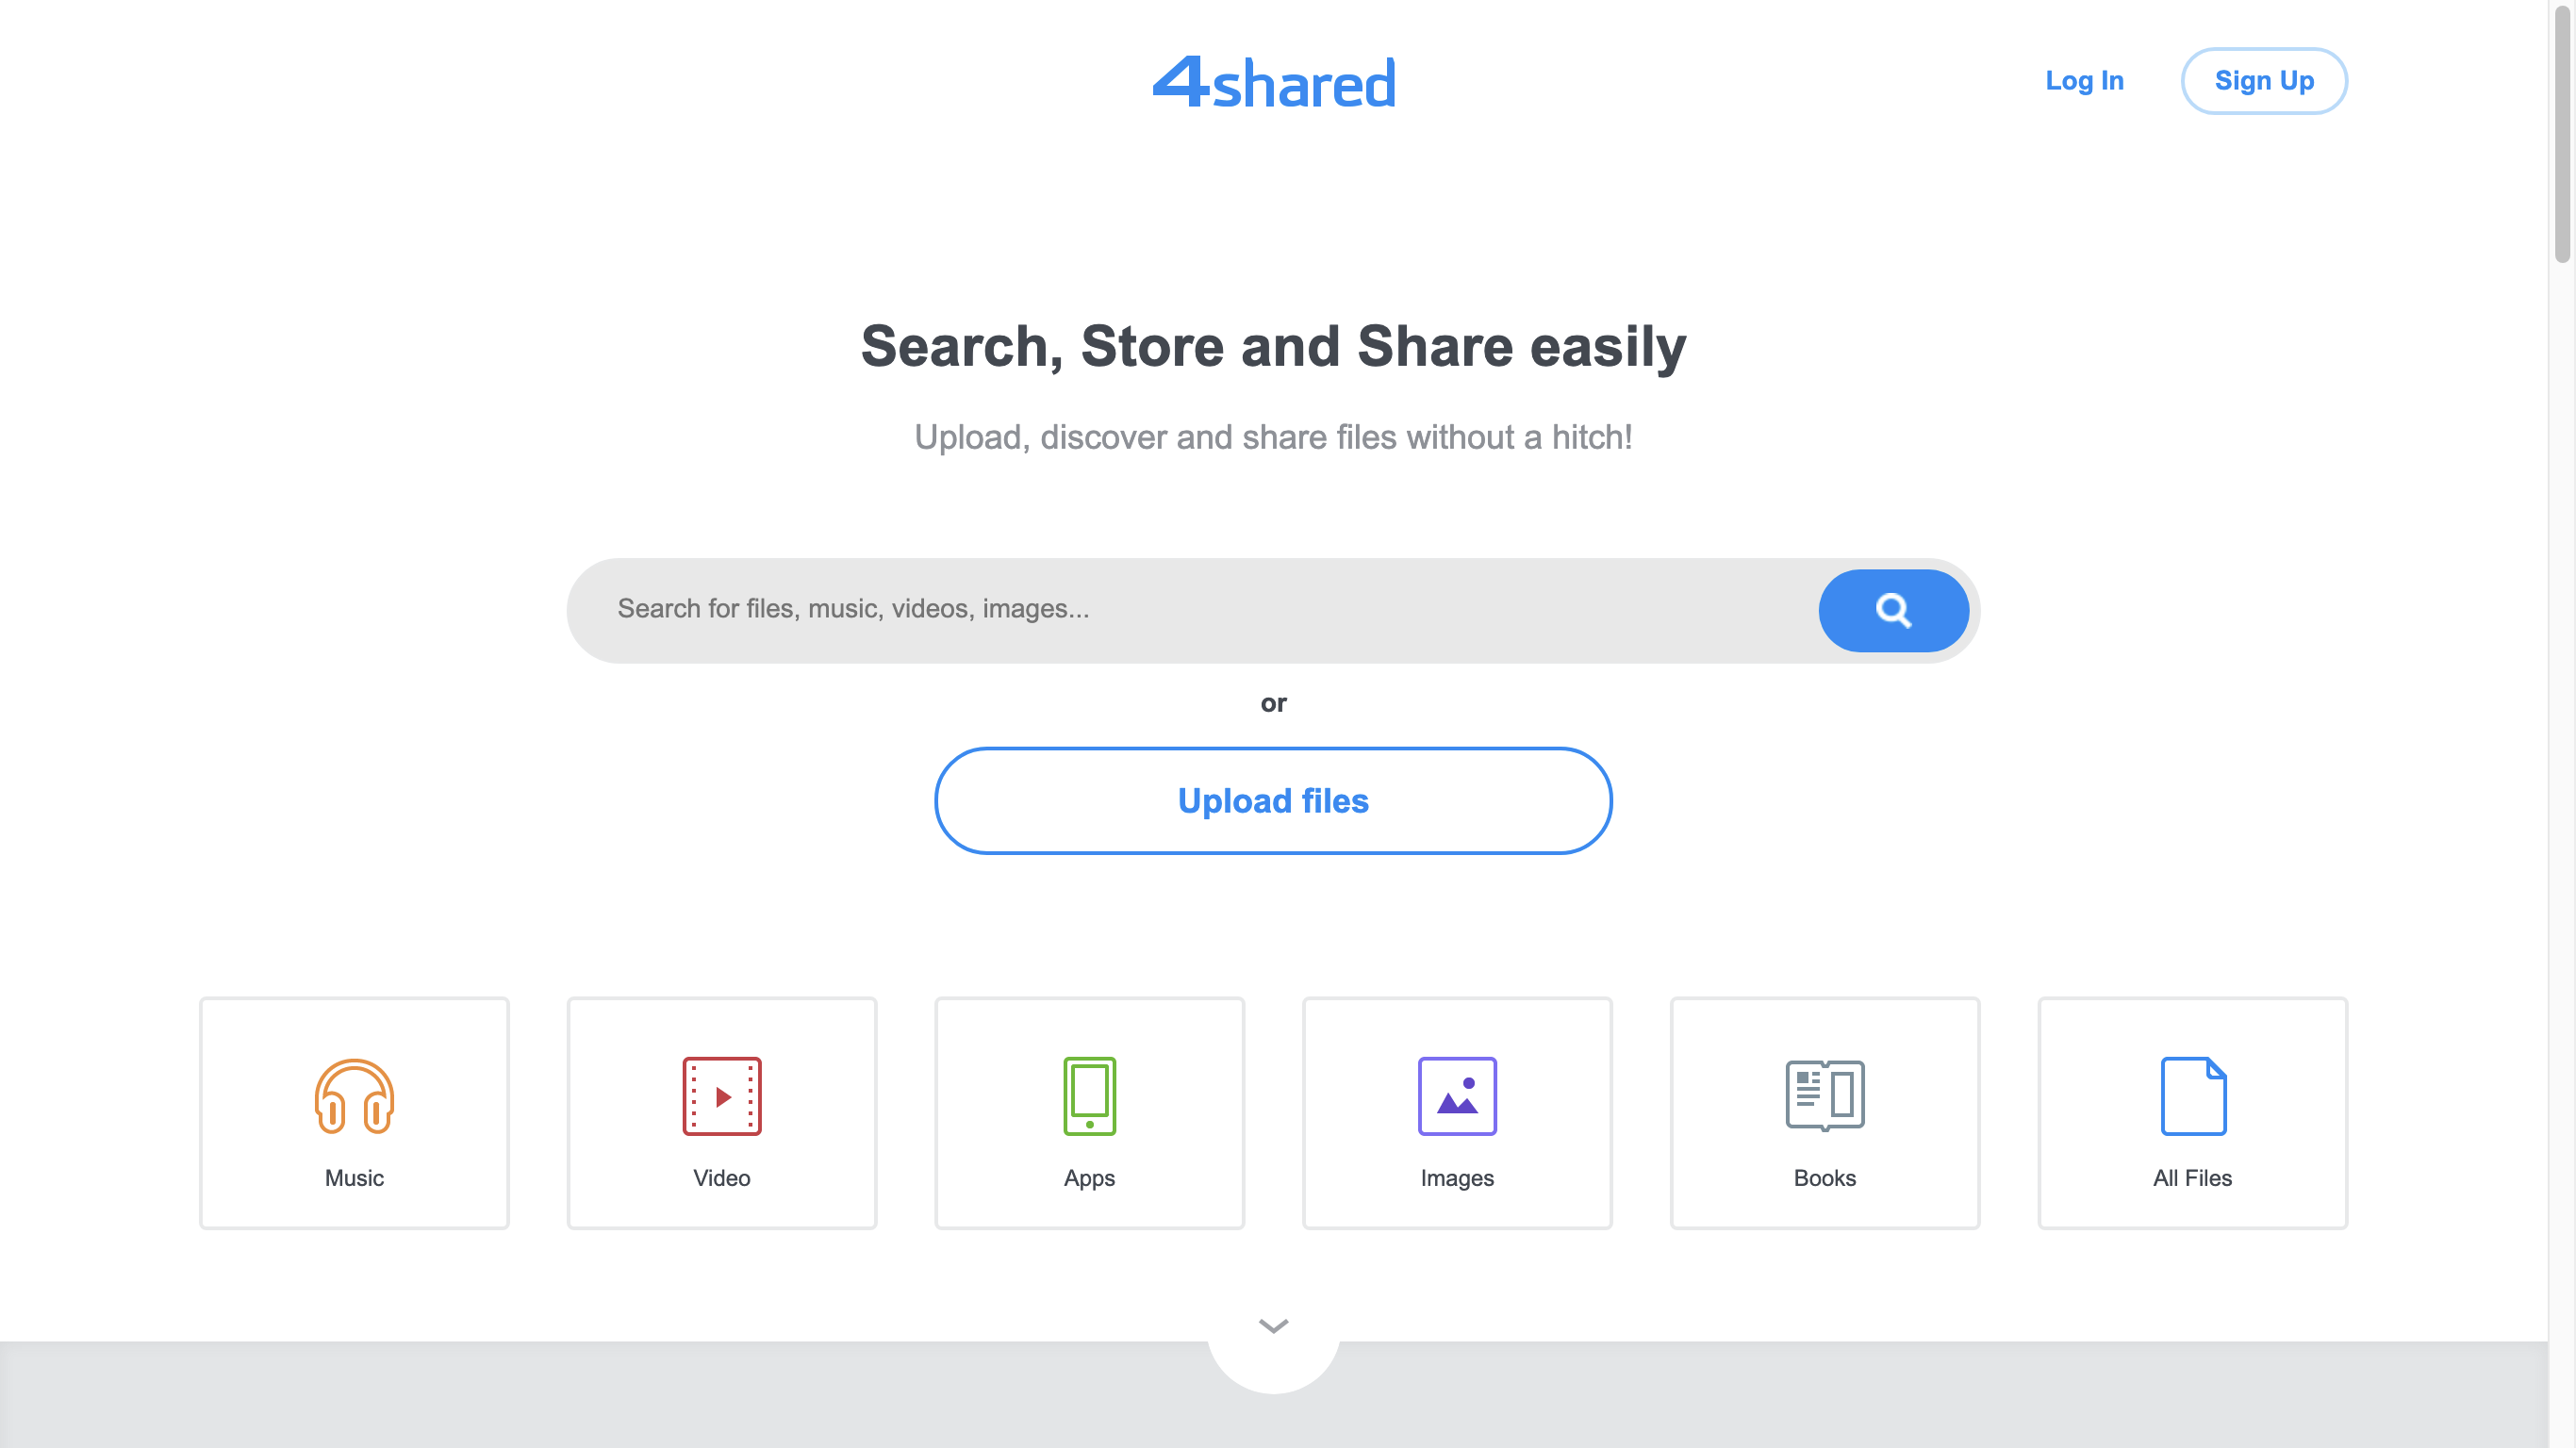 4shared
Log In
Sign Up
Search, Store and Share easily
Upload, discover and share files without a hitch!
Search for files, music, videos, images...
or
Upload files
Music
Video
Apps
Images
Books
All Files